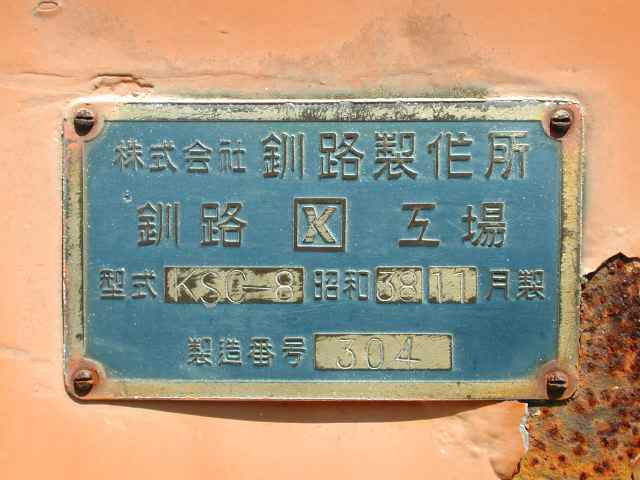 株式会社 釧路製作所
釧路 K 工場
型式 KSC-8 昭和 38 11 月製
製造番号 304